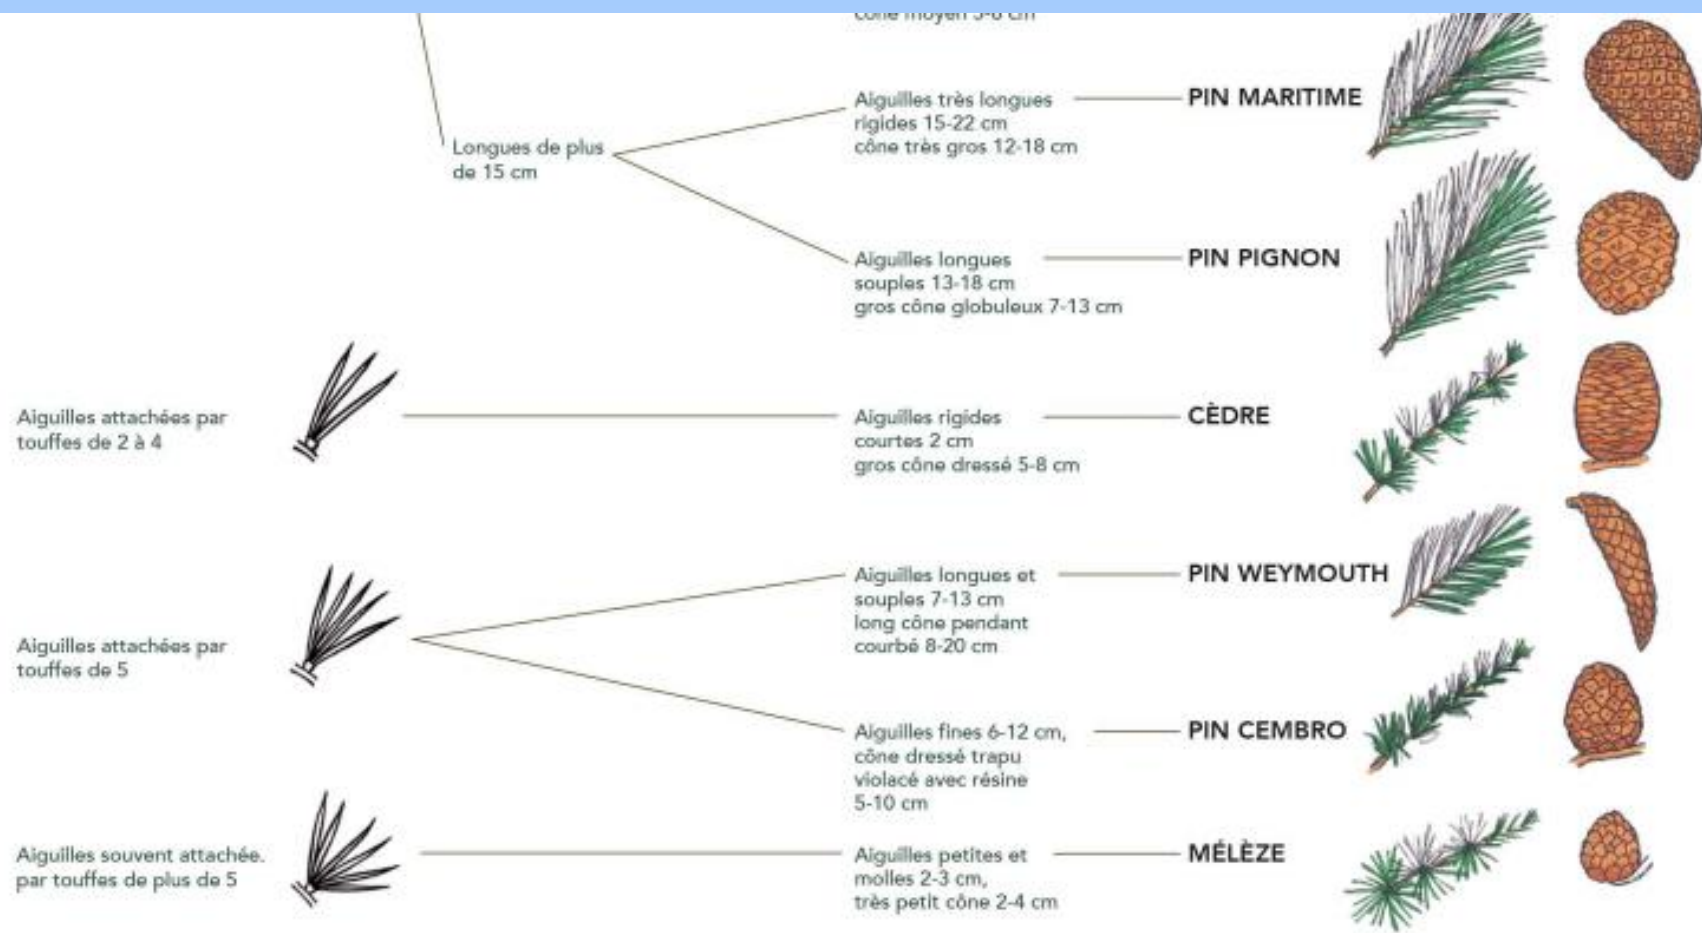 cône moyen 5-8 cm
Aiguilles très longues
rigides 15-22 cm
cône très gros 12-18 cm
PIN MARITIME
Longues de plus
de 15 cm
Aiguilles longues
souples 13-18 cm
gros cône globuleux 7-13 cm
PIN PIGNON
Aiguilles attachées par
touffes de 2 à 4
Aiguilles rigides
courtes 2 cm
gros cône dressé 5-8 cm
CÈDRE
Aiguilles attachées par
touffes de 5
Aiguilles longues et
souples 7-13 cm
long cône pendant
courbé 8-20 cm
PIN WEYMOUTH
Aiguilles fines 6-12 cm,
cône dressé trapu
violacé avec résine
5-10 cm
PIN CEMBRO
Aiguilles souvent attachée.
par touffes de plus de 5
Aiguilles petites et
molles 2-3 cm,
très petit cône 2-4 cm
MÉLÈZE